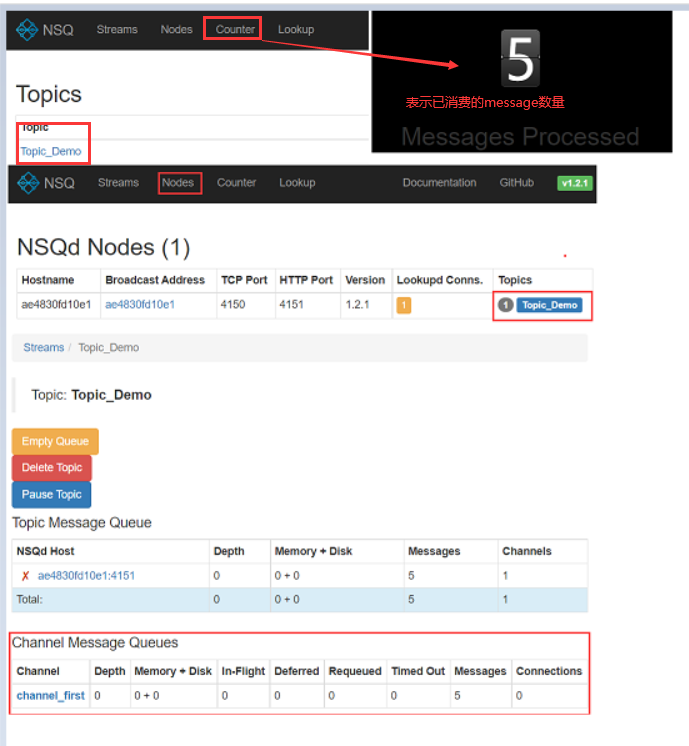 NSQ Streams Nodes Counter Lookup
5
表示已消费的message数量
Messages Processed
Topics
Topic
Topic_Demo
NSQ Streams Nodes Counter Lookup Documentation GitHub v1.2.1
NSQd Nodes (1)
Hostname Broadcast Address TCP Port HTTP Port Version Lookupd Conns. Topics
ae4830fd10e1 ae4830fd10e1 4150 4151 1.2.1 1 1 Topic_Demo
Streams / Topic_Demo
Topic: Topic_Demo
Empty Queue
Delete Topic
Pause Topic
Topic Message Queue
NSQd Host Depth Memory + Disk Messages Channels
✗ ae4830fd10e1:4151 0 0 + 0 5 1
Total: 0 0 + 0 5 1
Channel Message Queues
Channel Depth Memory + Disk In-Flight Deferred Requeued Timed Out Messages Connections
channel_first 0 0 + 0 0 0 0 0 5 0